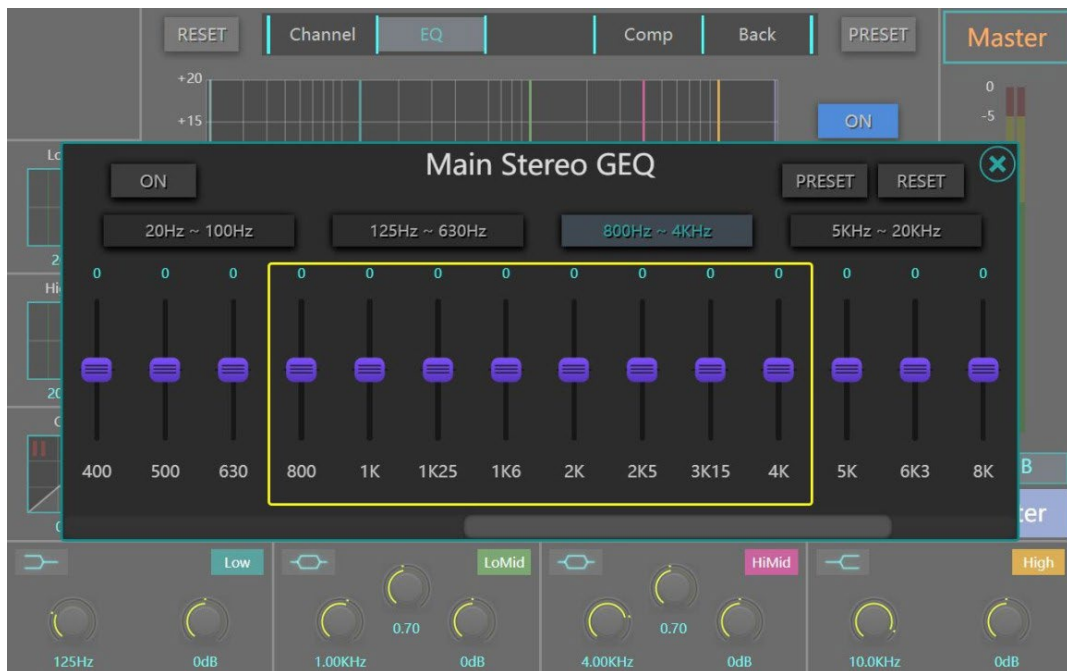 RESET Channel EQ Comp Back PRESET Master
+20
0
+15
-5
ON
Main Stereo GEQ
ON PRESET RESET
20Hz ~ 100Hz 125Hz ~ 630Hz 800Hz ~ 4KHz 5KHz ~ 20KHz
0 0 0 0 0 0 0 0 0 0 0 0 0 0
400 500 630 800 1K 1K25 1K6 2K 2K5 3K15 4K 5K 6K3 8K
Low LoMid HiMid High
0.70 0.70
125Hz 0dB 1.00KHz 0dB 4.00KHz 0dB 10.0KHz 0dB